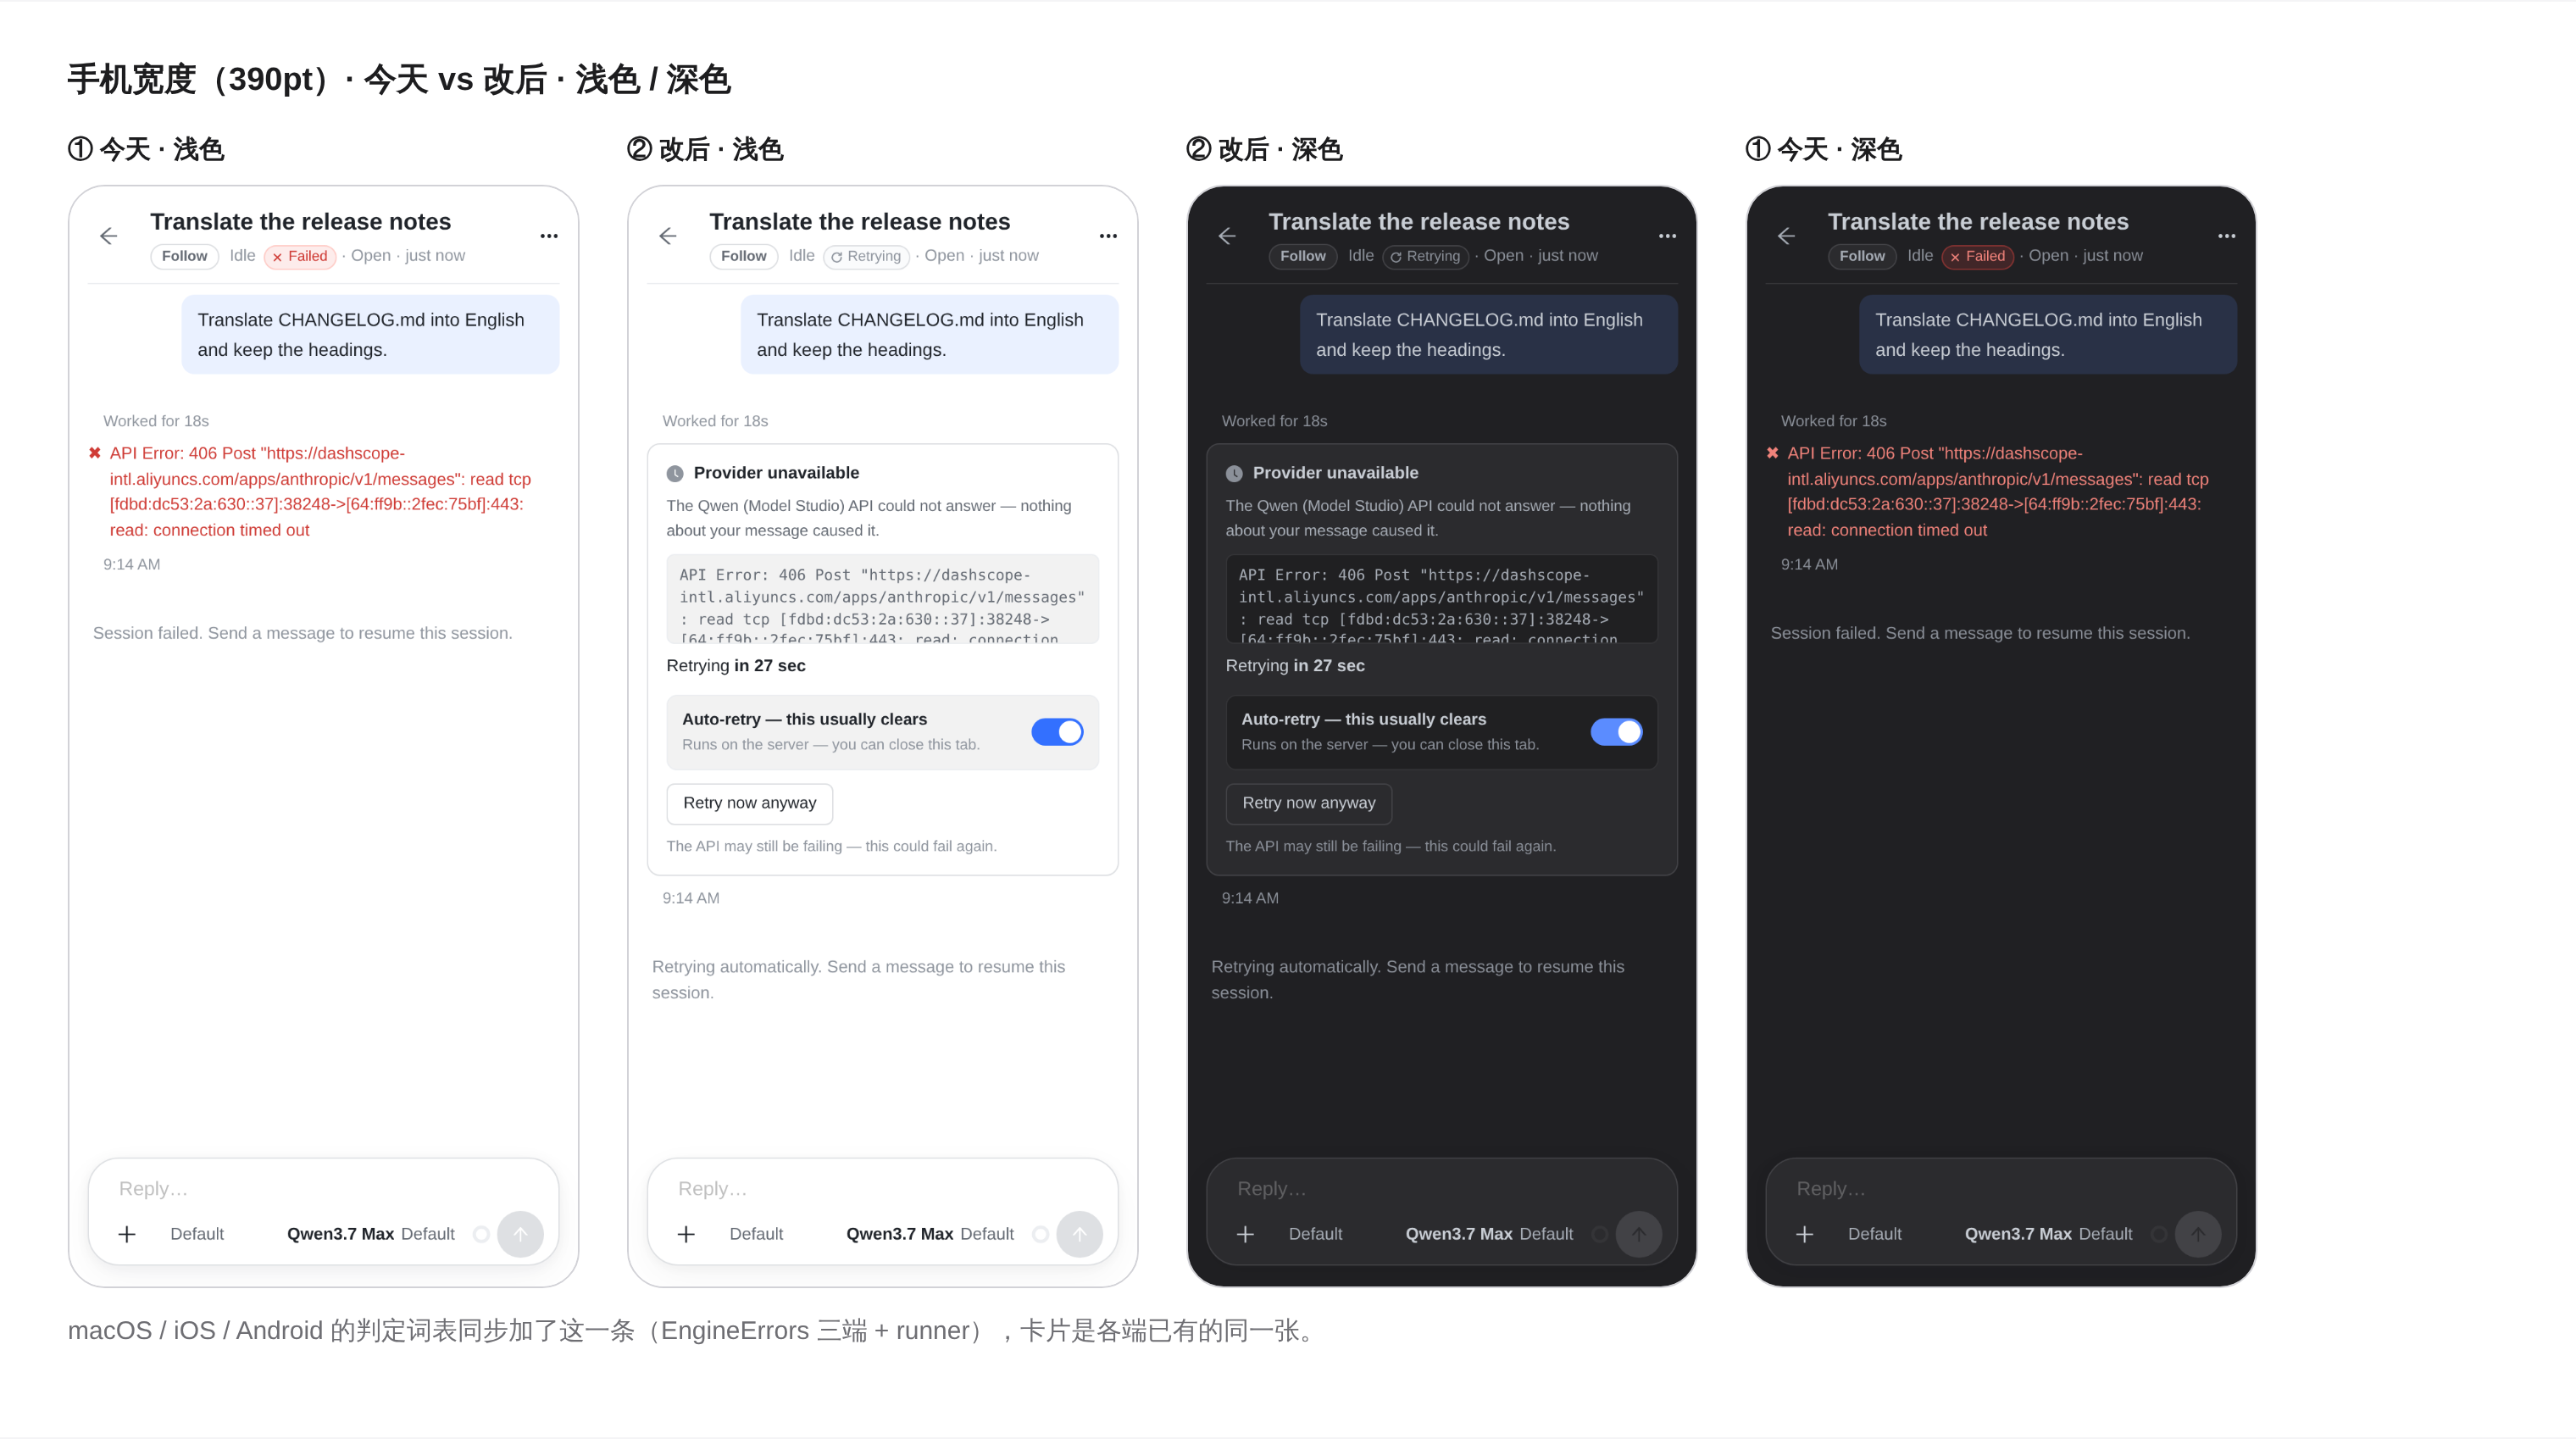 手机宽度（390pt）· 今天 vs 改后 · 浅色 / 深色
① 今天 · 浅色
Translate the release notes
Follow Idle Failed · Open · just now
Translate CHANGELOG.md into English
and keep the headings.
Worked for 18s
✖ API Error: 406 Post "https://dashscope-
intl.aliyuncs.com/apps/anthropic/v1/messages": read tcp
[fdbd:dc53:2a:630::37]:38248->[64:ff9b::2fec:75bf]:443:
read: connection timed out
9:14 AM
Session failed. Send a message to resume this session.
Reply…
Default Qwen3.7 Max Default
② 改后 · 浅色
Translate the release notes
Follow Idle Retrying · Open · just now
Translate CHANGELOG.md into English
and keep the headings.
Worked for 18s
Provider unavailable
The Qwen (Model Studio) API could not answer — nothing
about your message caused it.
API Error: 406 Post "https://dashscope-
intl.aliyuncs.com/apps/anthropic/v1/messages"
: read tcp [fdbd:dc53:2a:630::37]:38248->
[64:ff9b::2fec:75bf]:443: read: connection
Retrying in 27 sec
Auto-retry — this usually clears
Runs on the server — you can close this tab.
Retry now anyway
The API may still be failing — this could fail again.
9:14 AM
Retrying automatically. Send a message to resume this
session.
Reply…
Default Qwen3.7 Max Default
② 改后 · 深色
Translate the release notes
Follow Idle Retrying · Open · just now
Translate CHANGELOG.md into English
and keep the headings.
Worked for 18s
Provider unavailable
The Qwen (Model Studio) API could not answer — nothing
about your message caused it.
API Error: 406 Post "https://dashscope-
intl.aliyuncs.com/apps/anthropic/v1/messages"
: read tcp [fdbd:dc53:2a:630::37]:38248->
[64:ff9b::2fec:75bf]:443: read: connection
Retrying in 27 sec
Auto-retry — this usually clears
Runs on the server — you can close this tab.
Retry now anyway
The API may still be failing — this could fail again.
9:14 AM
Retrying automatically. Send a message to resume this
session.
Reply…
Default Qwen3.7 Max Default
① 今天 · 深色
Translate the release notes
Follow Idle Failed · Open · just now
Translate CHANGELOG.md into English
and keep the headings.
Worked for 18s
✖ API Error: 406 Post "https://dashscope-
intl.aliyuncs.com/apps/anthropic/v1/messages": read tcp
[fdbd:dc53:2a:630::37]:38248->[64:ff9b::2fec:75bf]:443:
read: connection timed out
9:14 AM
Session failed. Send a message to resume this session.
Reply…
Default Qwen3.7 Max Default
macOS / iOS / Android 的判定词表同步加了这一条（EngineErrors 三端 + runner），卡片是各端已有的同一张。